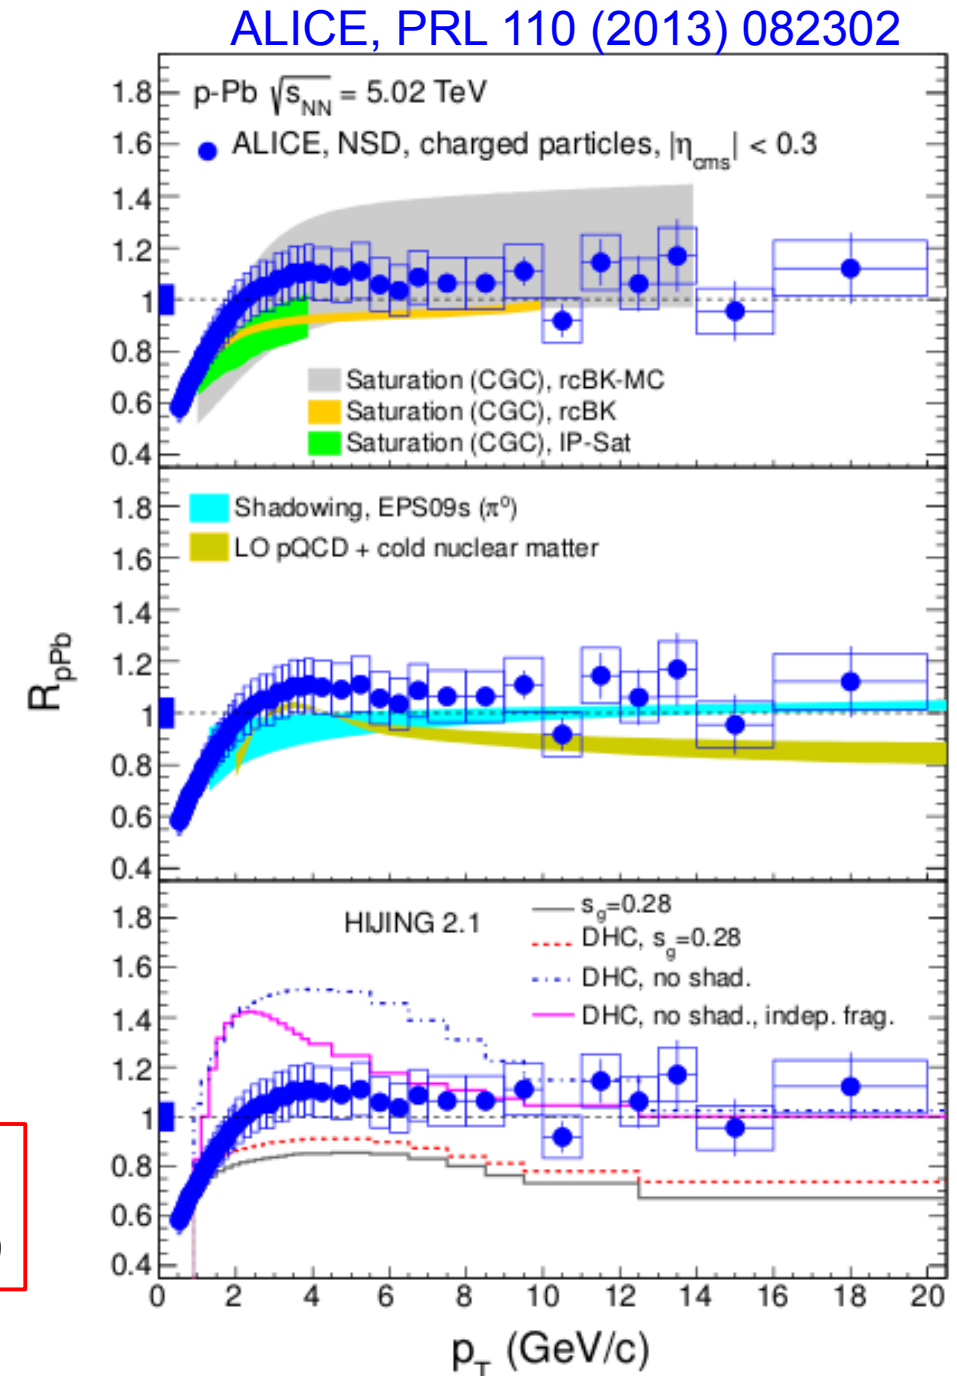 ALICE, PRL 110 (2013) 082302
p-Pb √s_NN = 5.02 TeV
ALICE, NSD, charged particles, |η_cms| < 0.3
1.8
1.6
1.4
1.2
1
0.8
0.6
0.4
Saturation (CGC), rcBK-MC
Saturation (CGC), rcBK
Saturation (CGC), IP-Sat
Shadowing, EPS09s (π⁰)
LO pQCD + cold nuclear matter
1.8
1.6
1.4
1.2
1
0.8
0.6
0.4
R_pPb
HIJING 2.1
s_g=0.28
DHC, s_g=0.28
DHC, no shad.
DHC, no shad., indep. frag.
1.8
1.6
1.4
1.2
1
0.8
0.6
0.4
)
0 2 4 6 8 10 12 14 16 18 20
p_T (GeV/c)